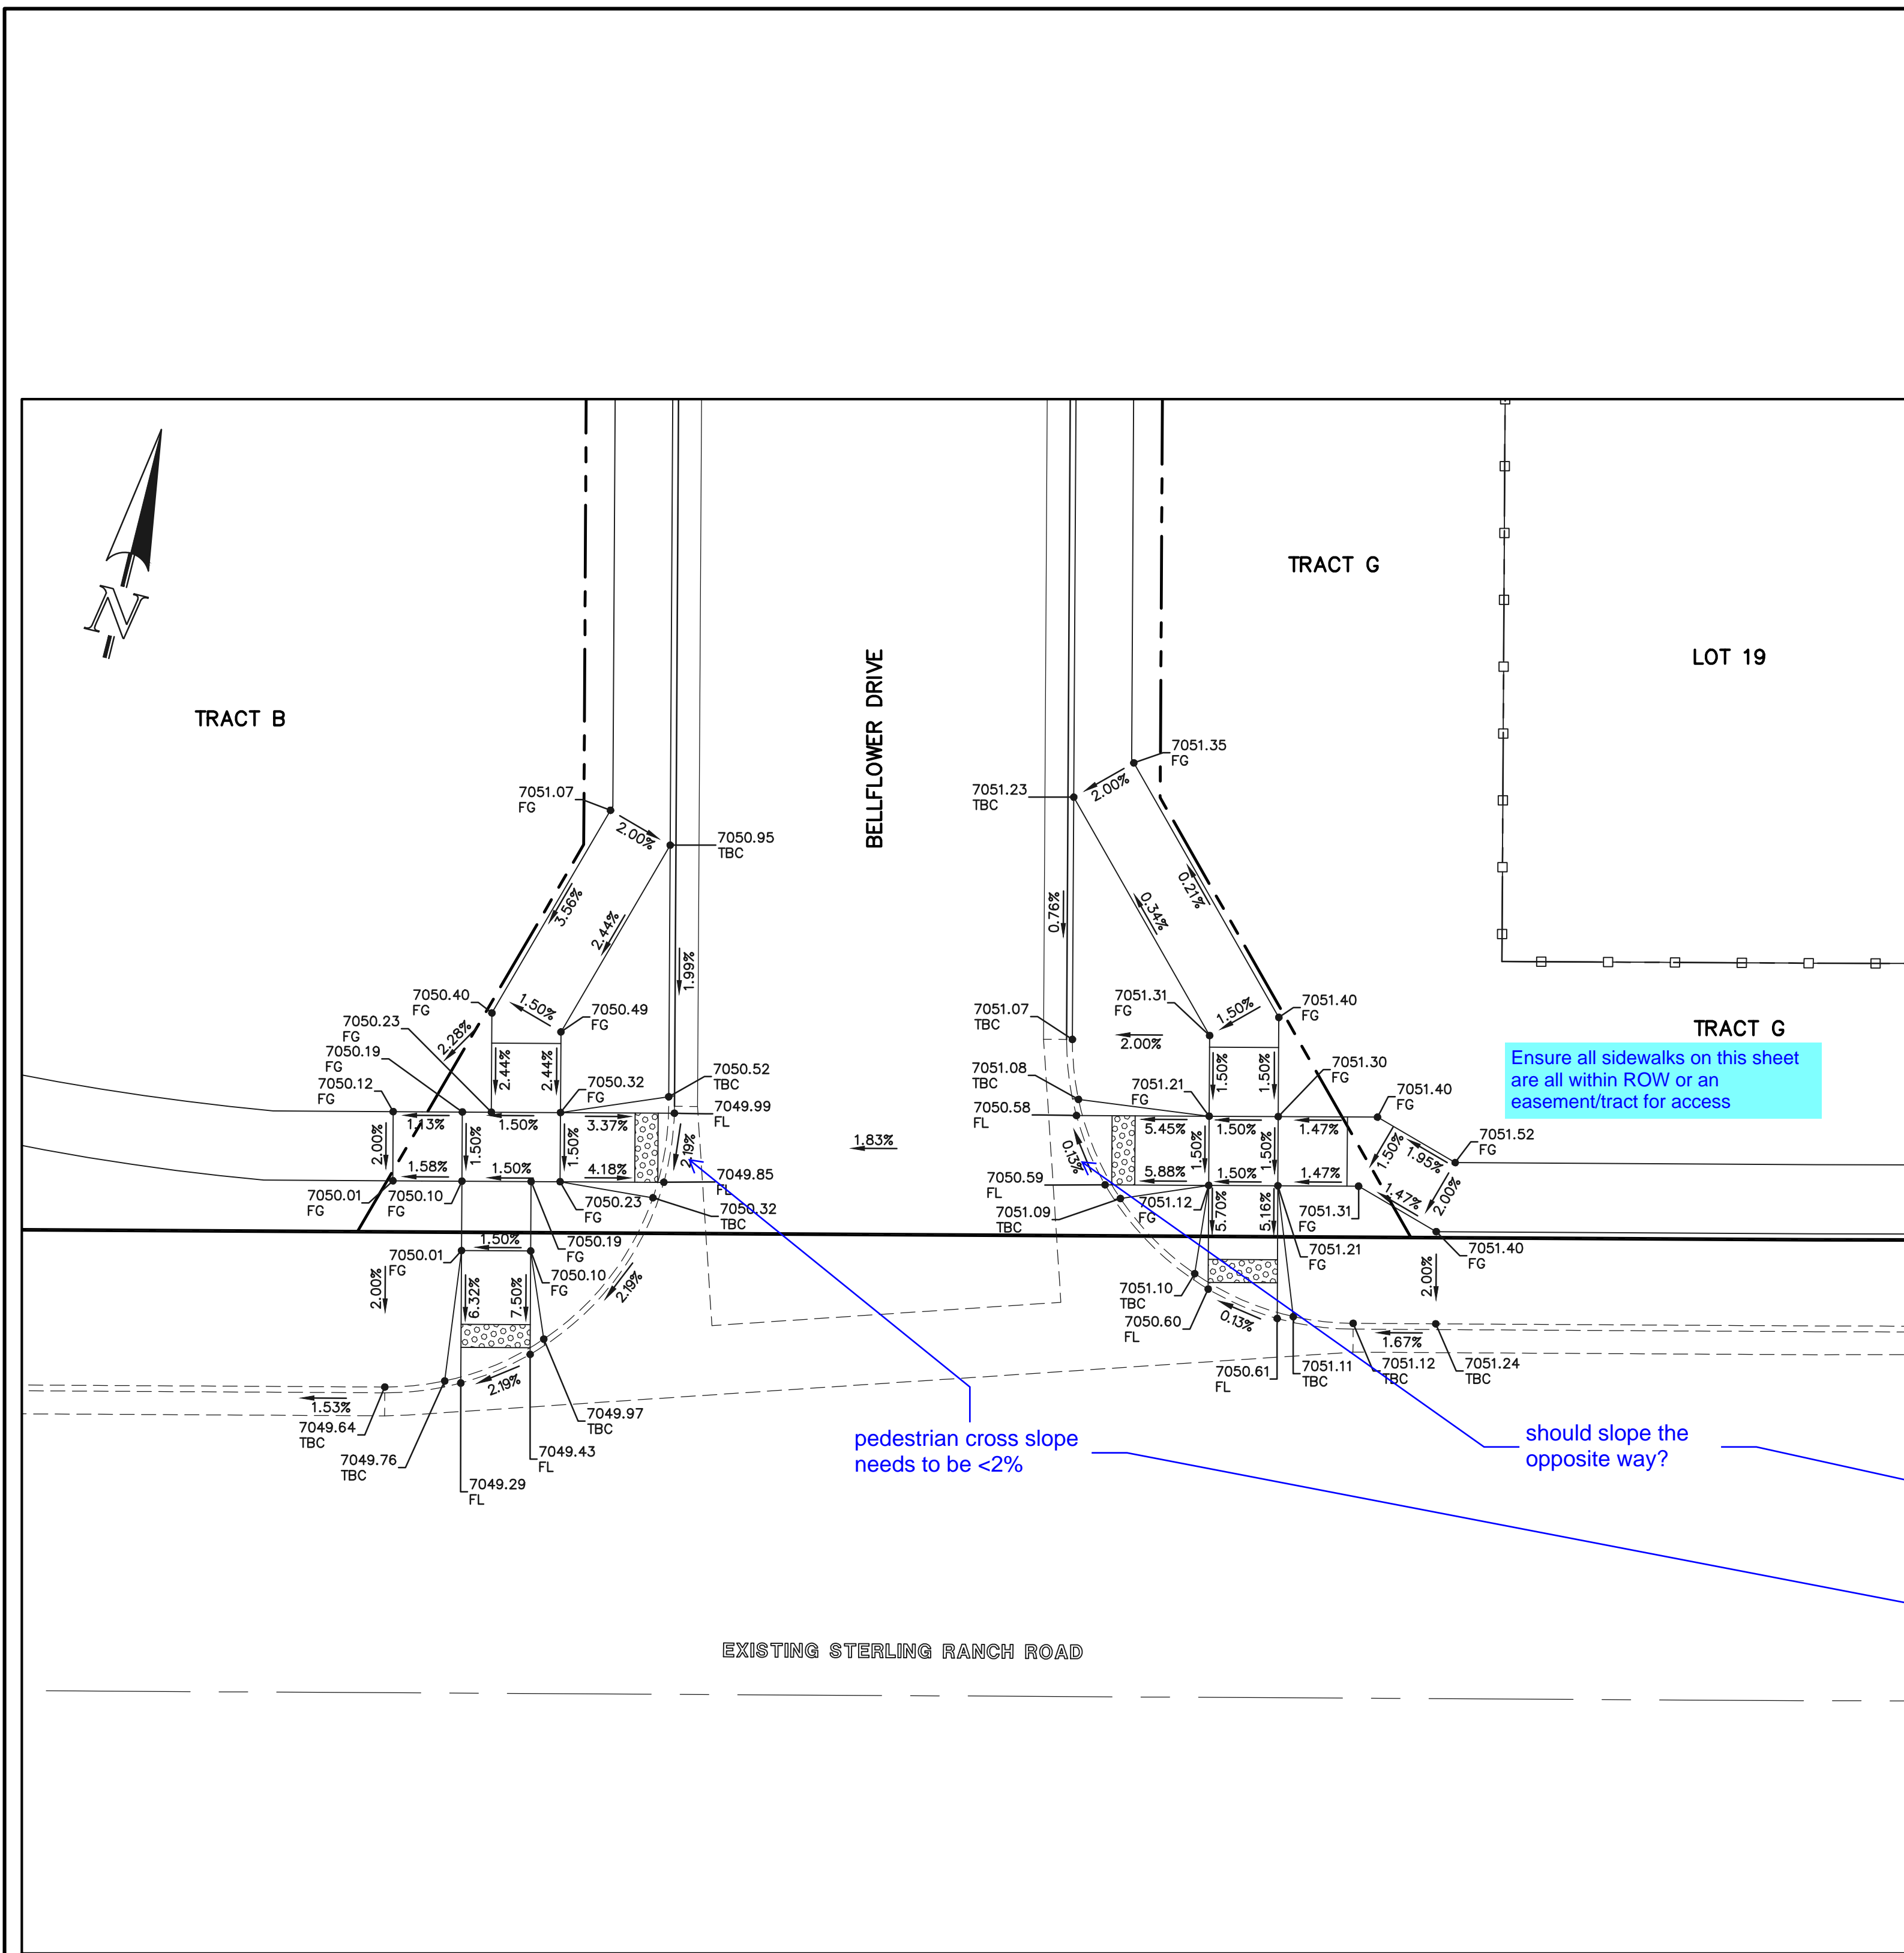 N
TRACT B
BELLFLOWER DRIVE
TRACT G
LOT 19
TRACT G
Ensure all sidewalks on this sheet
are all within ROW or an
easement/tract for access
7051.07
FG
2.00%
7050.95
TBC
3.56%
2.44%
1.99%
7050.40
FG
1.50%
7050.49
FG
7050.23
FG
2.28%
7050.19
FG
7050.12
FG
2.44%
2.44%
7050.32
FG
7050.52
TBC
7049.99
FL
1.13%
1.50%
3.37%
2.00%
1.50%
1.50%
2.19%
1.58%
1.50%
4.18%
7049.85
FL
7050.01
FG
7050.10
FG
7050.23
FG
7050.32
TBC
1.50%
7050.19
FG
7050.01
FG
7050.10
FG
2.00%
6.32%
7.50%
2.19%
2.19%
1.53%
7049.64
TBC
7049.76
TBC
7049.97
TBC
7049.43
FL
7049.29
FL
1.83%
7051.35
FG
7051.23
TBC
2.00%
0.76%
0.34%
0.21%
7051.07
TBC
7051.31
FG
1.50%
7051.40
FG
2.00%
7051.08
TBC
7051.21
FG
1.50%
1.50%
7051.30
FG
7051.40
FG
7050.58
FL
5.45%
1.50%
1.47%
7051.52
FG
0.13%
1.50%
1.50%
1.50%
1.95%
7050.59
FL
5.88%
1.50%
1.47%
1.47%
2.00%
7051.09
TBC
7051.12
FG
5.70%
5.16%
7051.31
FG
7051.21
FG
7051.40
FG
2.00%
7051.10
TBC
7050.60
FL
0.13%
1.67%
7050.61
FL
7051.11
TBC
7051.12
TBC
7051.24
TBC
pedestrian cross slope
needs to be <2%
should slope the
opposite way?
EXISTING STERLING RANCH ROAD